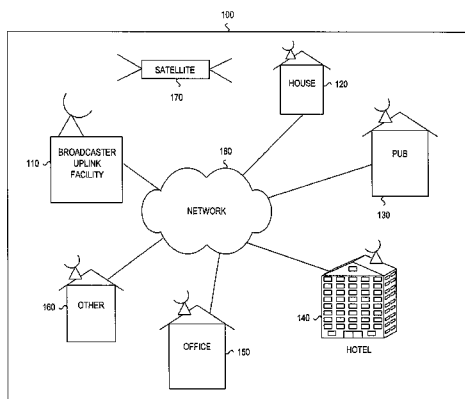 100
SATELLITE
170
HOUSE
120
110
BROADCASTER
UPLINK
FACILITY
180
PUB
130
NETWORK
160
OTHER
OFFICE
150
140
HOTEL